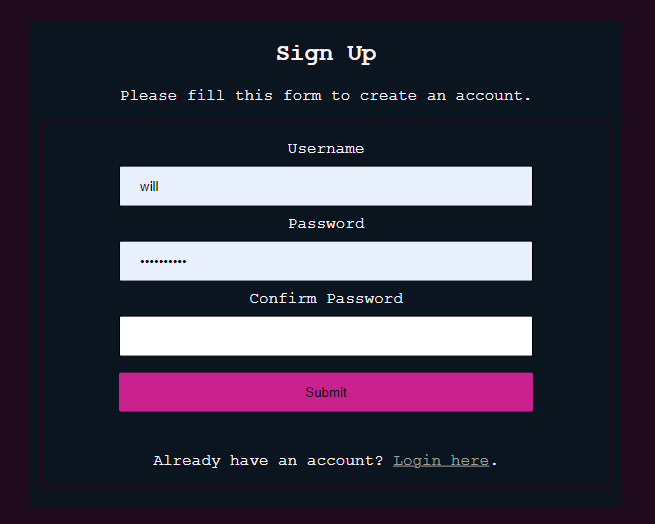 Sign Up
Please fill this form to create an account.
Username
will
Password
••••••••••
Confirm Password
Submit
Already have an account? Login here.